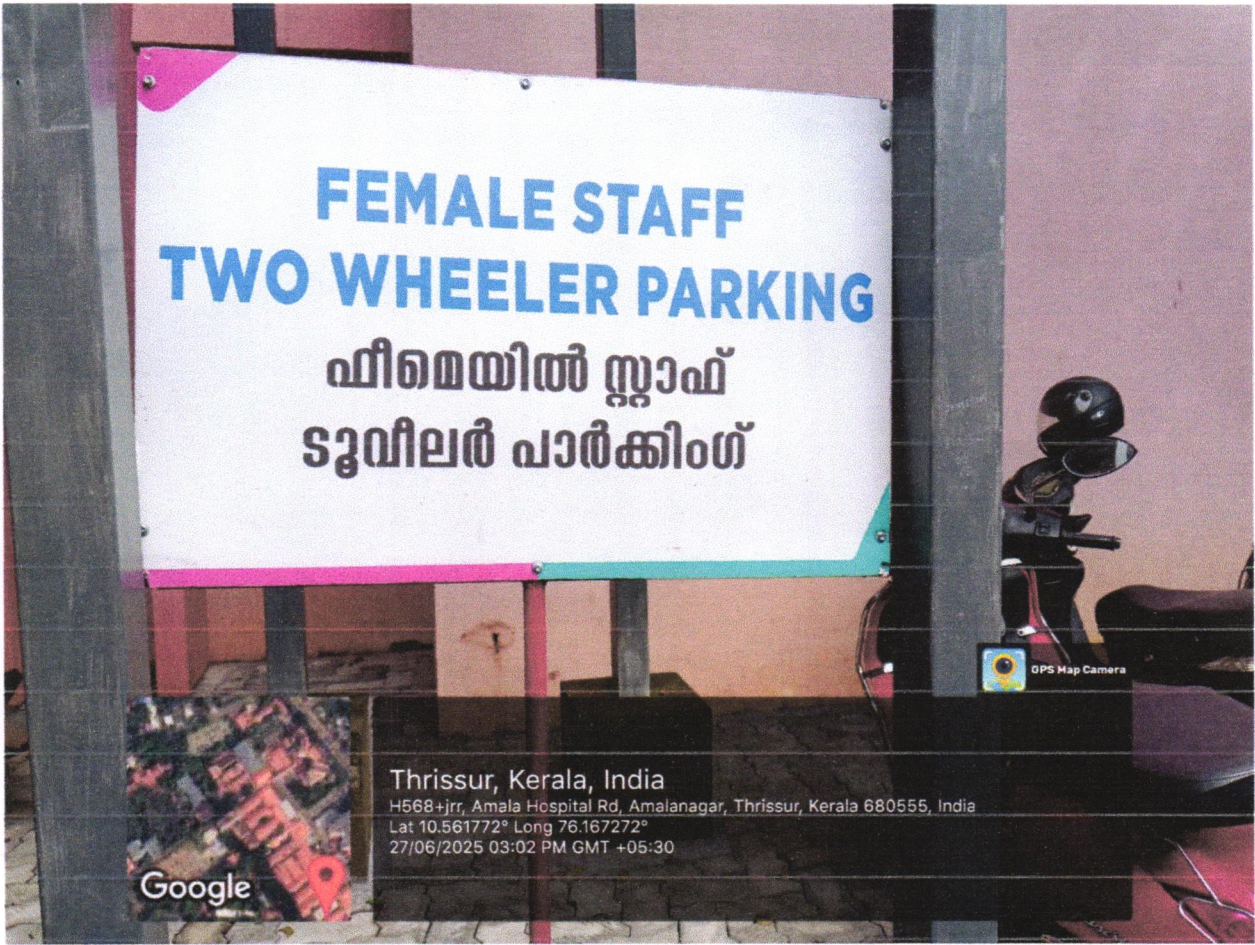 FEMALE STAFF
TWO WHEELER PARKING
ഫീമെയിൽ സ്റ്റാഫ്
ടൂവീലർ പാർക്കിംഗ്
GPS Map Camera
Thrissur, Kerala, India
H568+jrr, Amala Hospital Rd, Amalanagar, Thrissur, Kerala 680555, India
Lat 10.561772° Long 76.167272°
27/06/2025 03:02 PM GMT +05:30
Google